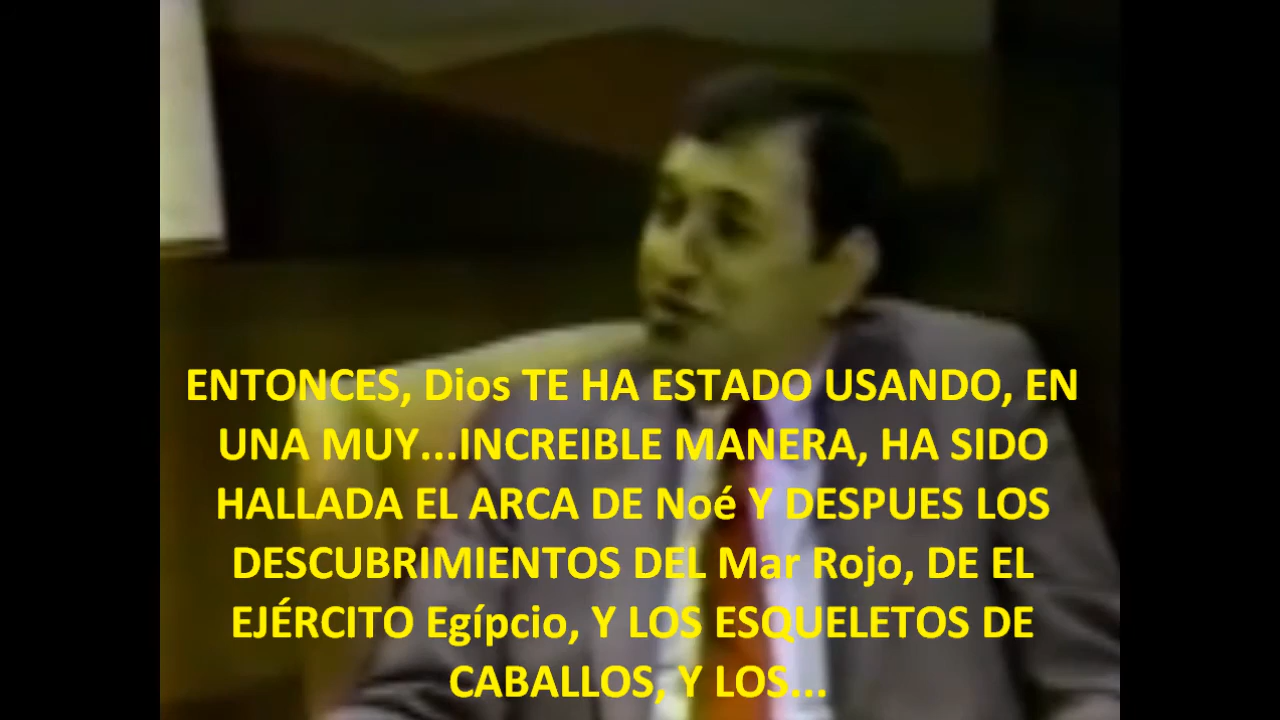 ENTONCES, Dios TE HA ESTADO USANDO, EN
UNA MUY...INCREIBLE MANERA, HA SIDO
HALLADA EL ARCA DE Noé Y DESPUES LOS
DESCUBRIMIENTOS DEL Mar Rojo, DE EL
EJÉRCITO Egípcio, Y LOS ESQUELETOS DE
CABALLOS, Y LOS...